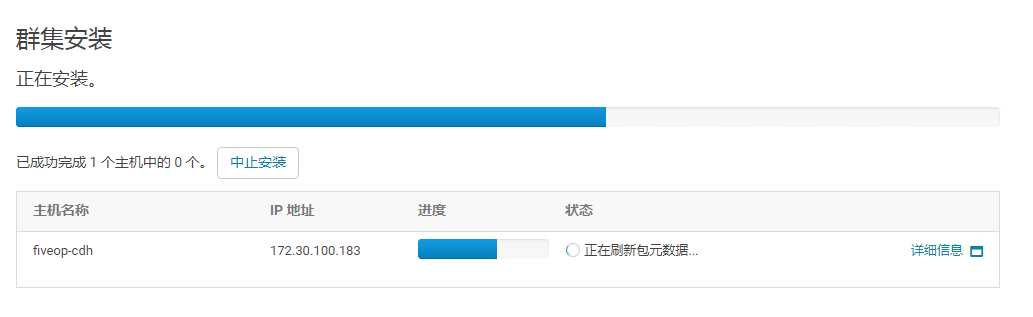 群集安装
正在安装。
已成功完成 1 个主机中的 0 个。 中止安装
主机名称 IP 地址 进度 状态
fiveop-cdh 172.30.100.183 正在刷新包元数据... 详细信息